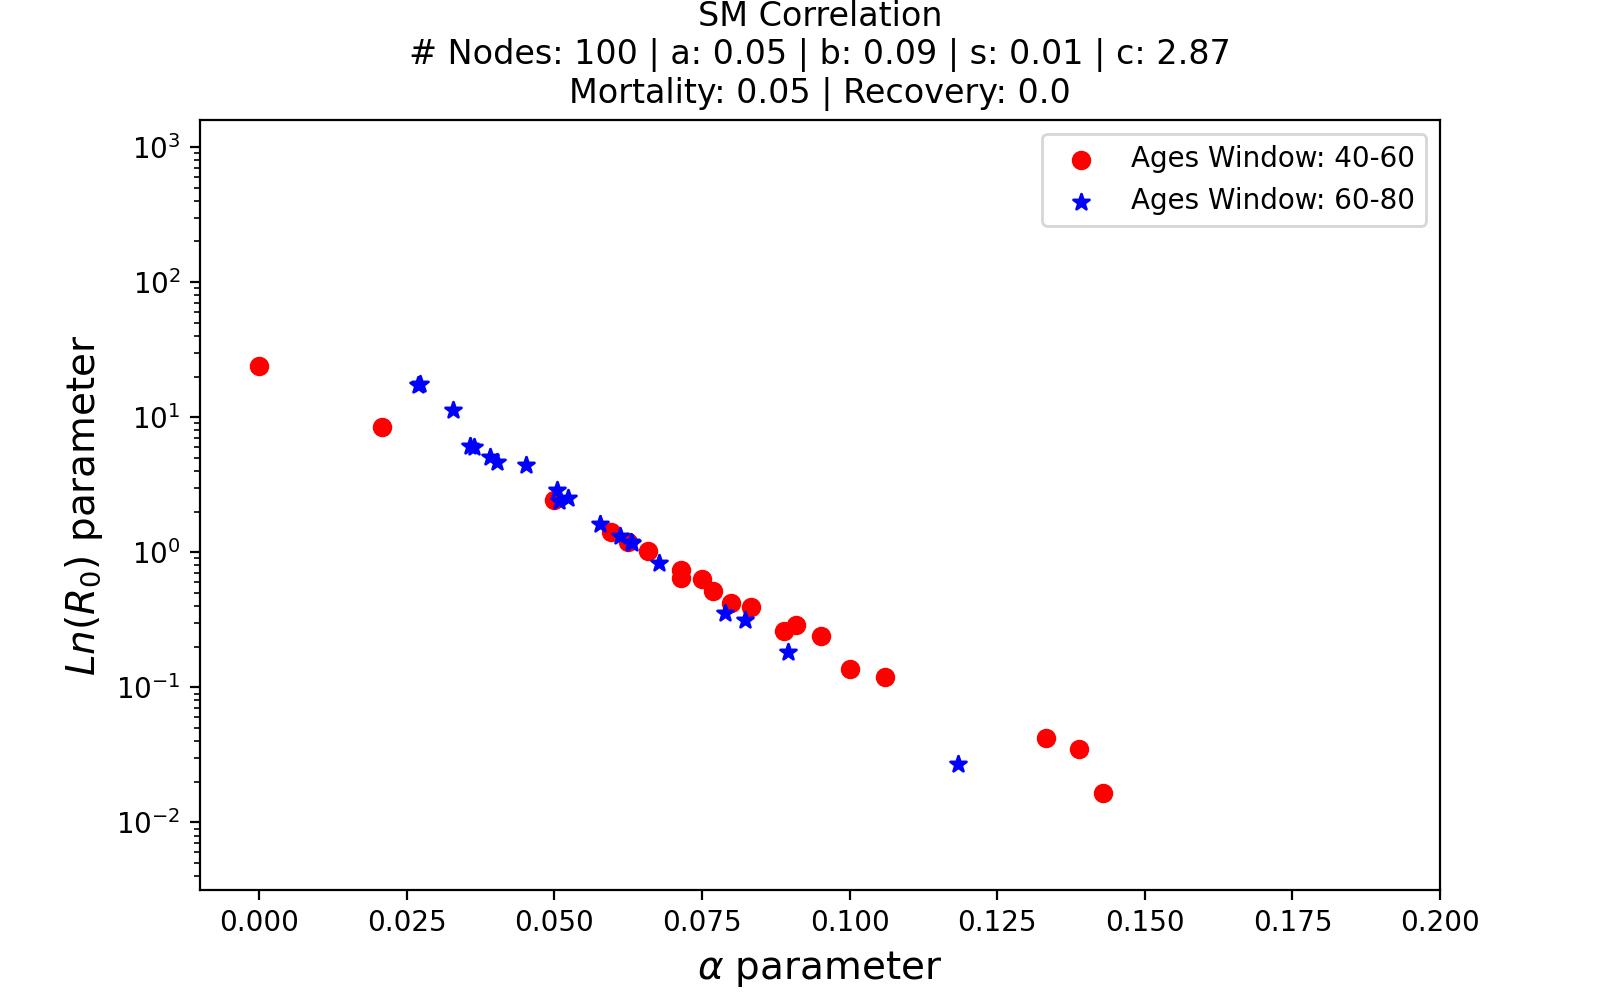 SM Correlation
# Nodes: 100 | a: 0.05 | b: 0.09 | s: 0.01 | c: 2.87
Mortality: 0.05 | Recovery: 0.0
Ages Window: 40-60
Ages Window: 60-80
10³
10²
10¹
10⁰
10⁻¹
10⁻²
Ln(R₀) parameter
0.000 0.025 0.050 0.075 0.100 0.125 0.150 0.175 0.200
α parameter